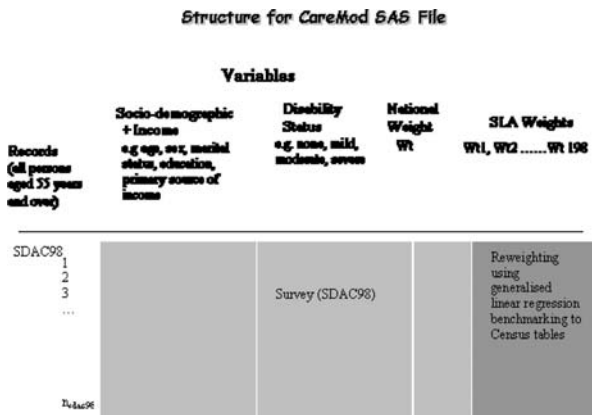 Structure for CareMod SAS File
Variables
Socio-demographic
+ Income
e.g age, sex, marital
status, education,
primary source of
income
Disability
Status
e.g. none, mild,
moderate, severe
National
Weight
Wt
SLA Weights
Wt1, Wt2 ......Wt 198
Records
(all persons
aged 55 years
and over)
SDAC98
1
2
3
...
nsdac98
Survey (SDAC98)
Reweighting
using
generalised
linear regression
benchmarking to
Census tables